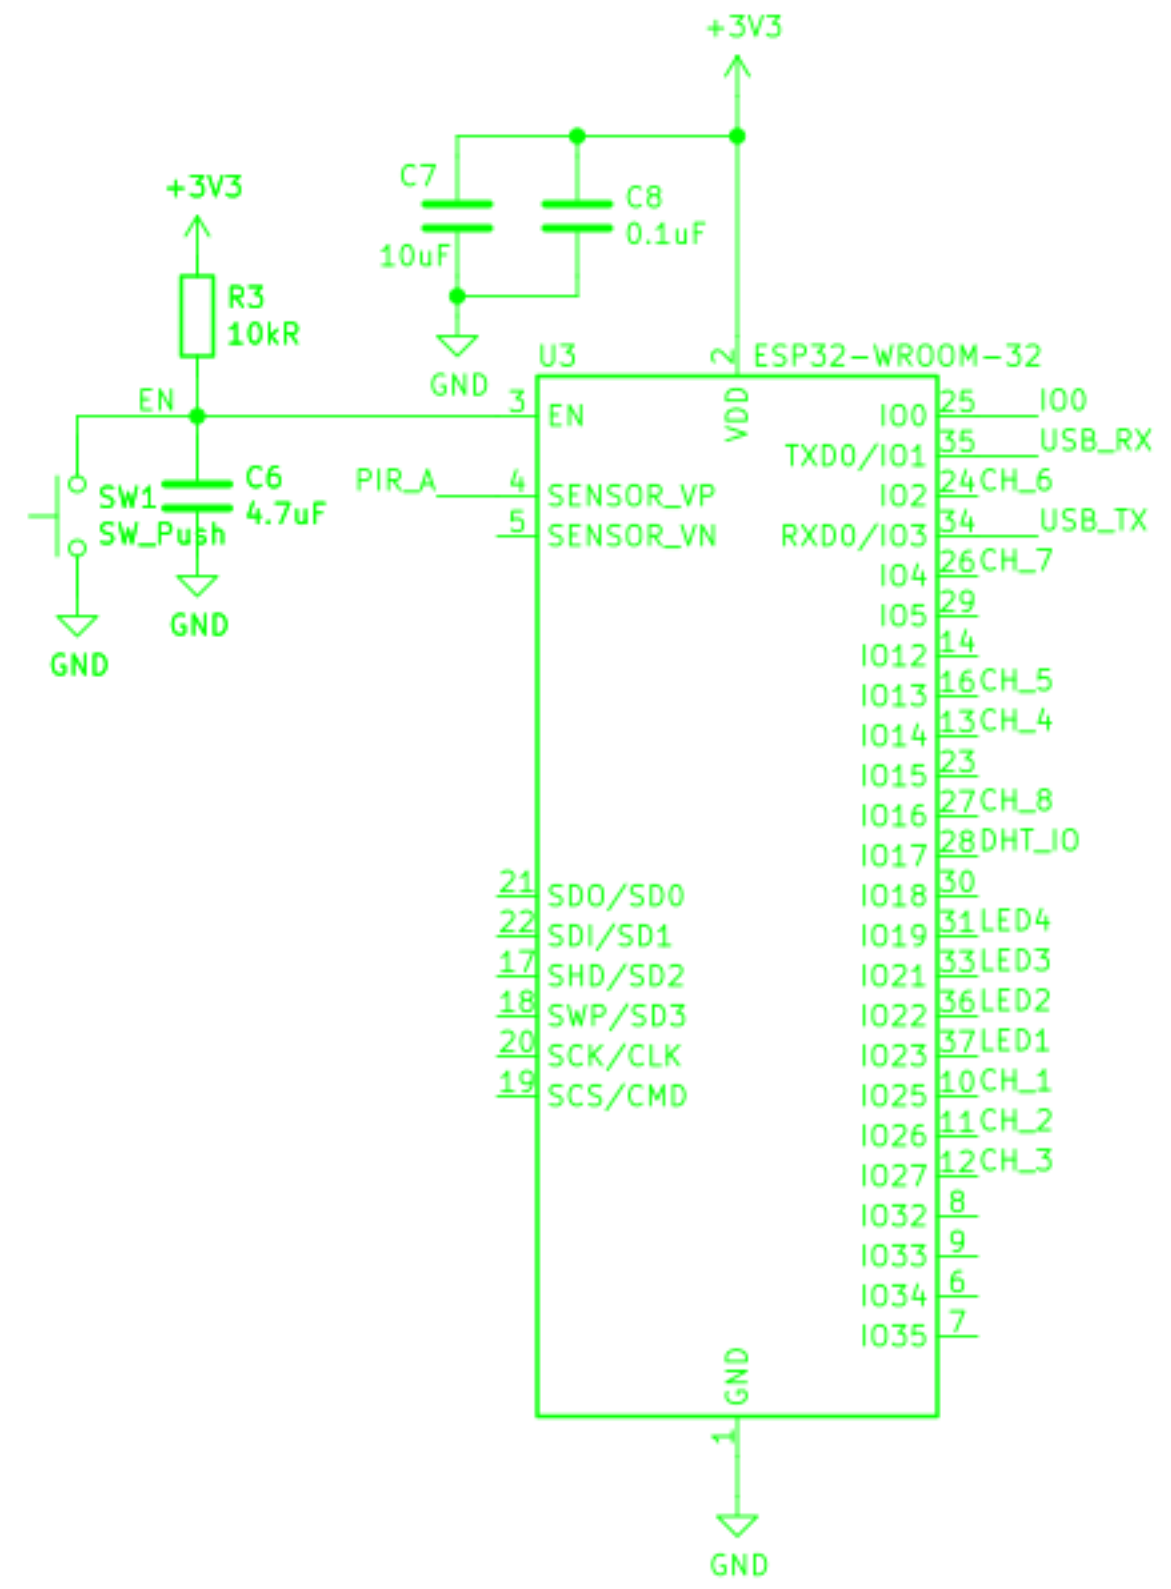 +3V3
C7
10uF
C8
0.1uF
GND
+3V3
R3
10kR
EN
SW1
SW_Push
GND
C6
4.7uF
GND
U3
ESP32-WROOM-32
2
VDD
3 EN
PIR_A 4 SENSOR_VP
5 SENSOR_VN
21 SDO/SD0
22 SDI/SD1
17 SHD/SD2
18 SWP/SD3
20 SCK/CLK
19 SCS/CMD
IO0 25 IO0
TXD0/IO1 35 USB_RX
IO2 24 CH_6
RXD0/IO3 34 USB_TX
IO4 26 CH_7
IO5 29
IO12 14
IO13 16 CH_5
IO14 13 CH_4
IO15 23
IO16 27 CH_8
IO17 28 DHT_IO
IO18 30
IO19 31 LED4
IO21 33 LED3
IO22 36 LED2
IO23 37 LED1
IO25 10 CH_1
IO26 11 CH_2
IO27 12 CH_3
IO32 8
IO33 9
IO34 6
IO35 7
GND
1
GND